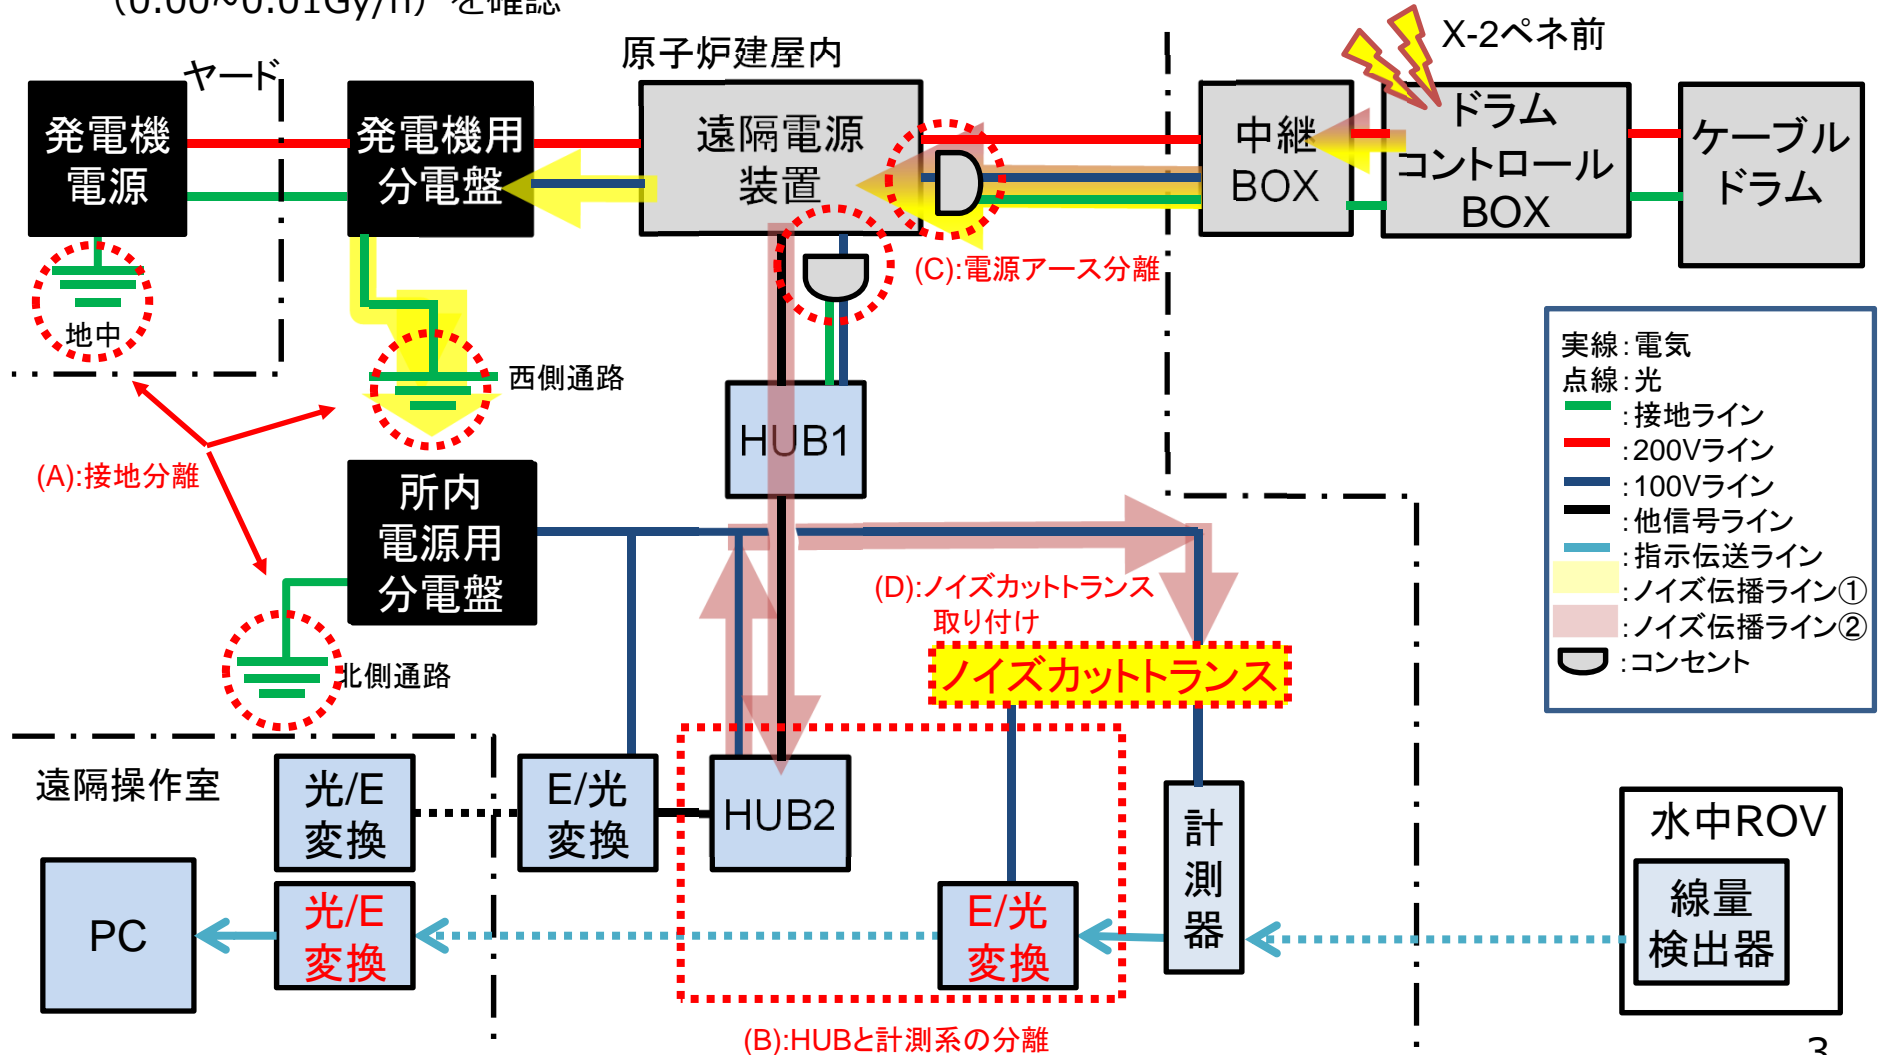 （0.00~0.01Gy/h）を確認
ヤード
原子炉建屋内
X-2ペネ前
発電機
電源
発電機用
分電盤
遠隔電源
装置
中継
BOX
ドラム
コントロール
BOX
ケーブル
ドラム
(C):電源アース分離
地中
西側通路
(A):接地分離
HUB1
実線：電気
点線：光
：接地ライン
：200Vライン
：100Vライン
：他信号ライン
：指示伝送ライン
：ノイズ伝播ライン①
：ノイズ伝播ライン②
：コンセント
所内
電源用
分電盤
北側通路
(D):ノイズカットトランス
取り付け
ノイズカットトランス
遠隔操作室
光/E
変換
E/光
変換
HUB2
計
測
器
水中ROV
線量
検出器
PC
光/E
変換
E/光
変換
(B):HUBと計測系の分離
3